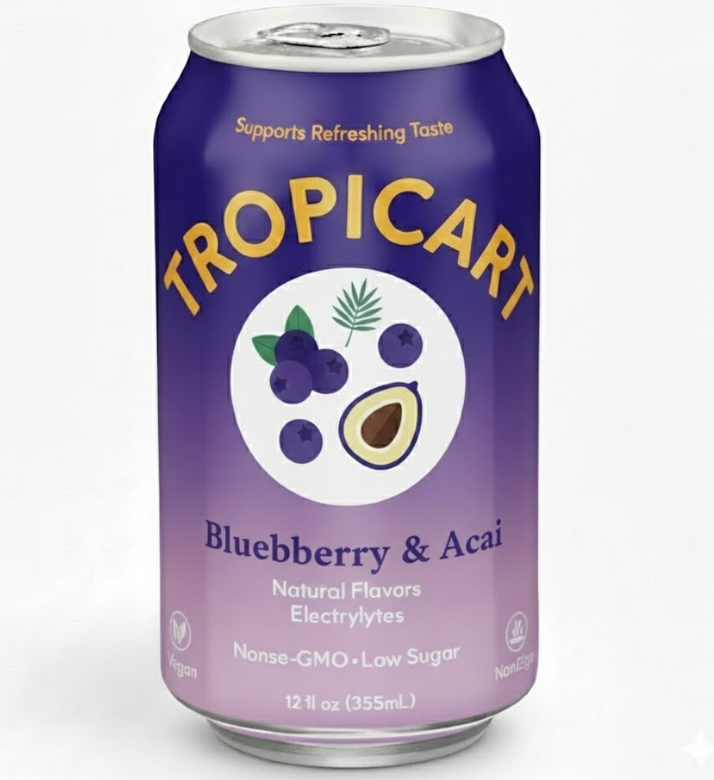 Supports Refreshing Taste
TROPICART
Bluebberry & Acai
Natural Flavors
Electrylytes
Nonse-GMO•Low Sugar
Vegan
12 fl oz (355mL)